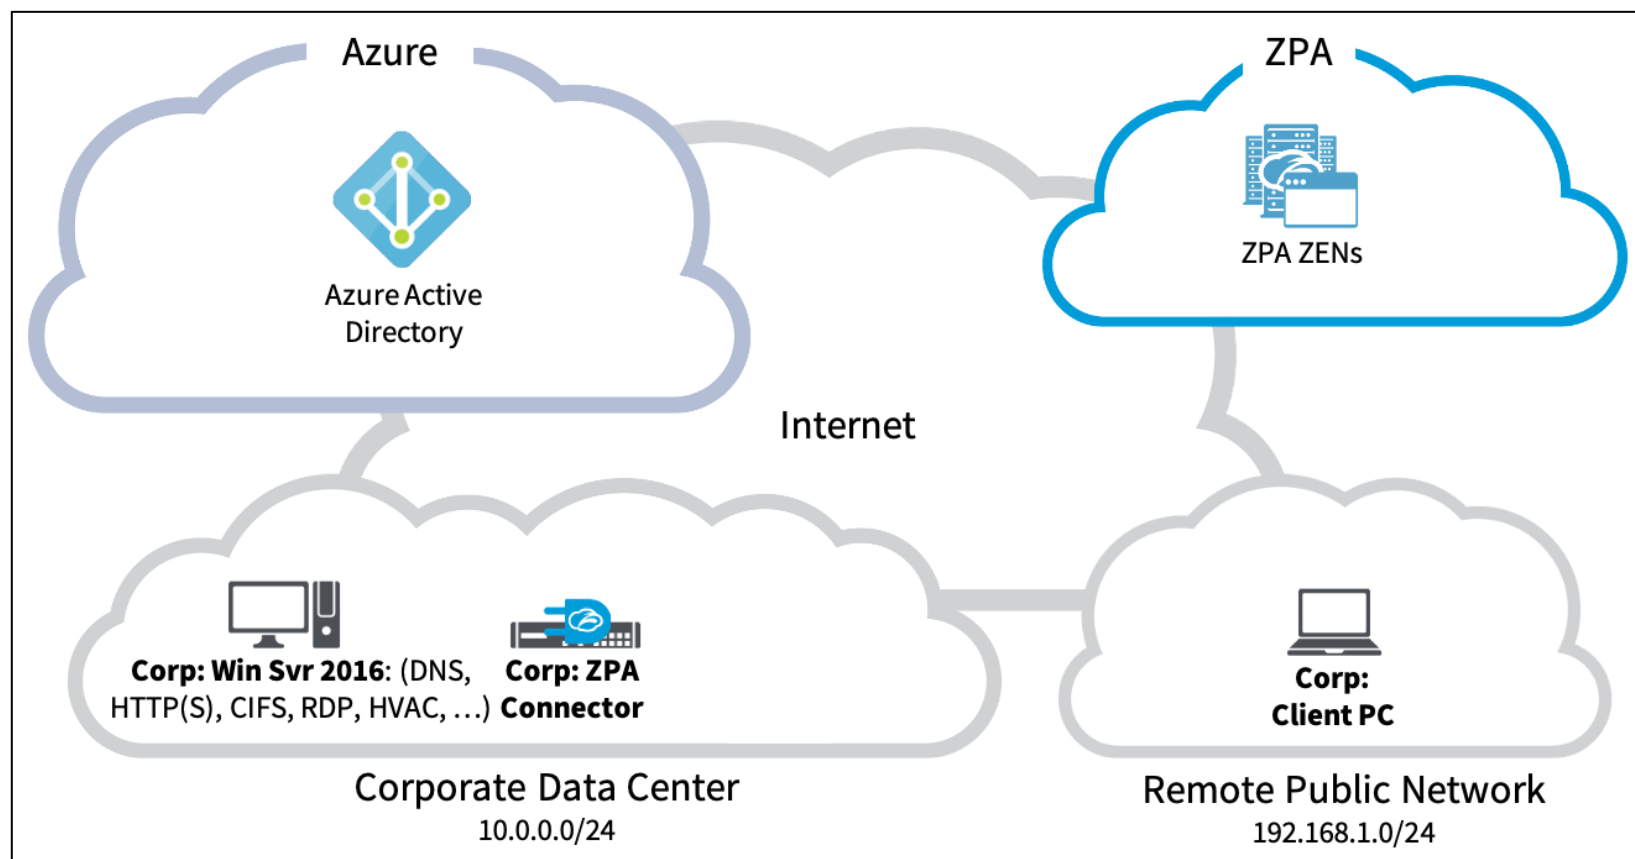 Azure
ZPA
Azure Active
Directory
ZPA ZENs
Internet
Corp: Win Svr 2016: (DNS,
HTTP(S), CIFS, RDP, HVAC, …)
Corp: ZPA
Connector
Corp:
Client PC
Corporate Data Center
10.0.0.0/24
Remote Public Network
192.168.1.0/24